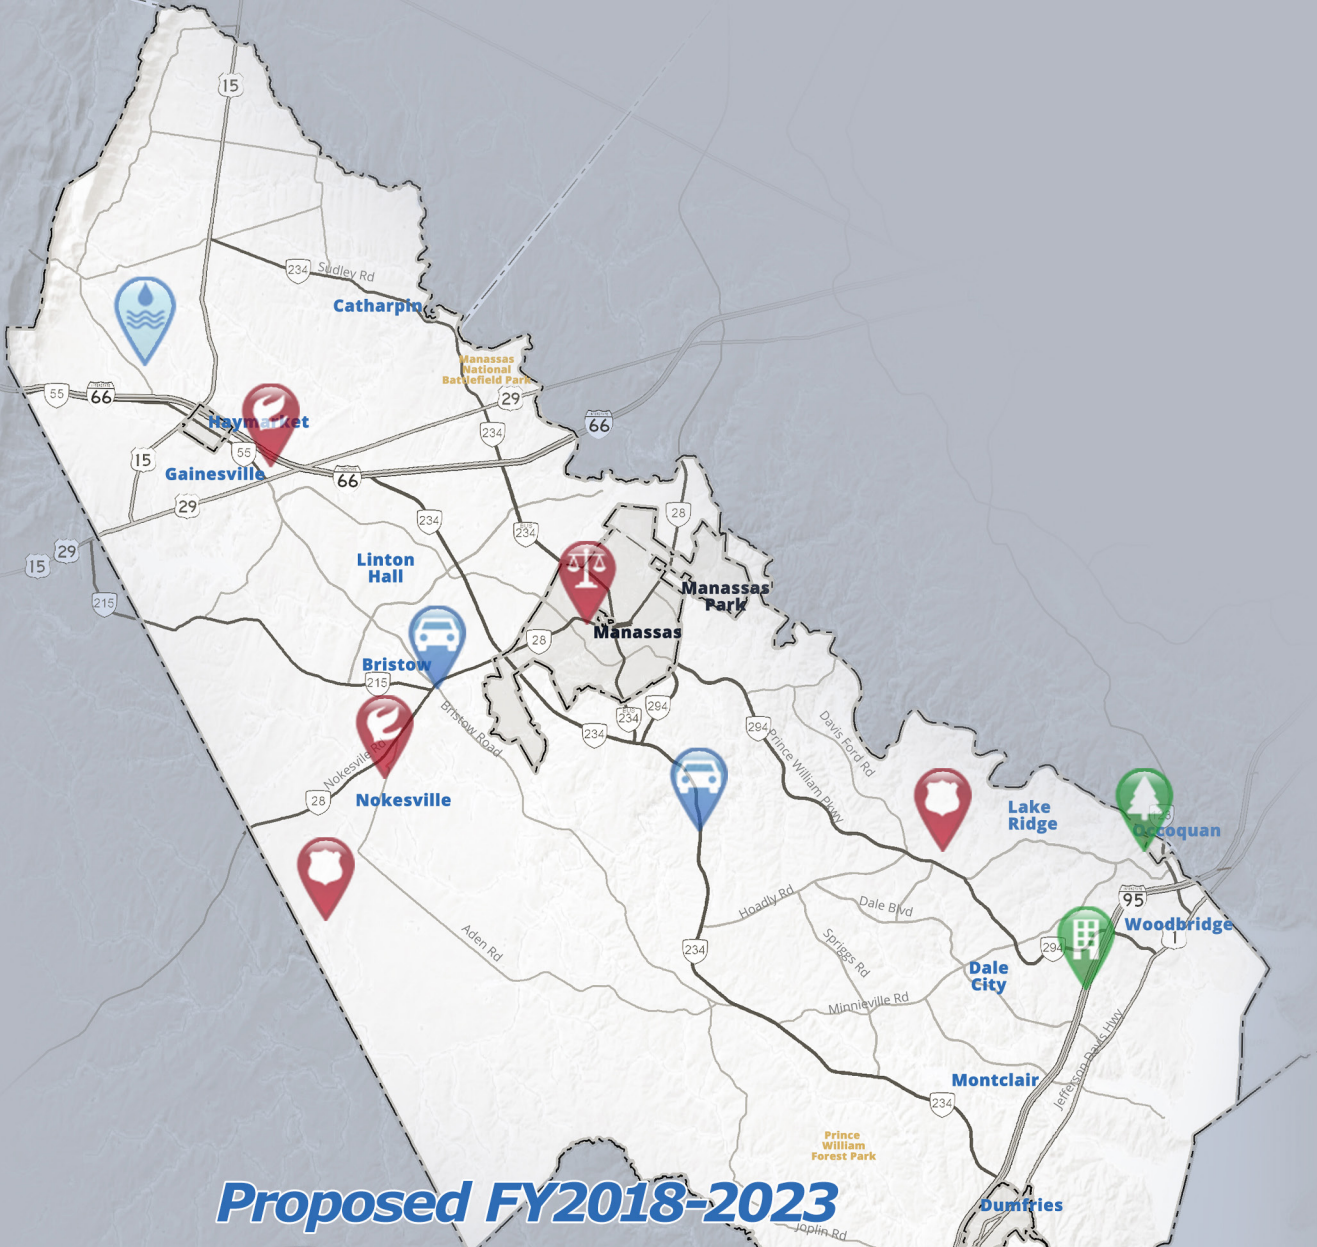 15
234
Sudley Rd
Catharpin
Manassas
National
Battlefield Park
55
66
29
Haymarket
66
234
15
55
Gainesville
66
29
28
234
BUS
234
29
15
Linton
Hall
Manassas
Park
215
Manassas
28
Bristow
215
294
BUS
234
Bristow Road
234
294
Davis Ford Rd
Prince William Pkwy
Nokesville Rd
28
Nokesville
Lake
Ridge
Occoquan
95
Hoadly Rd
Dale Blvd
Woodbridge
1
294
Aden Rd
234
Spriggs Rd
Dale
City
Minnieville Rd
Jefferson Davis Hwy
Montclair
234
Prince
William
Forest Park
Proposed FY2018-2023
Dumfries
Joplin Rd